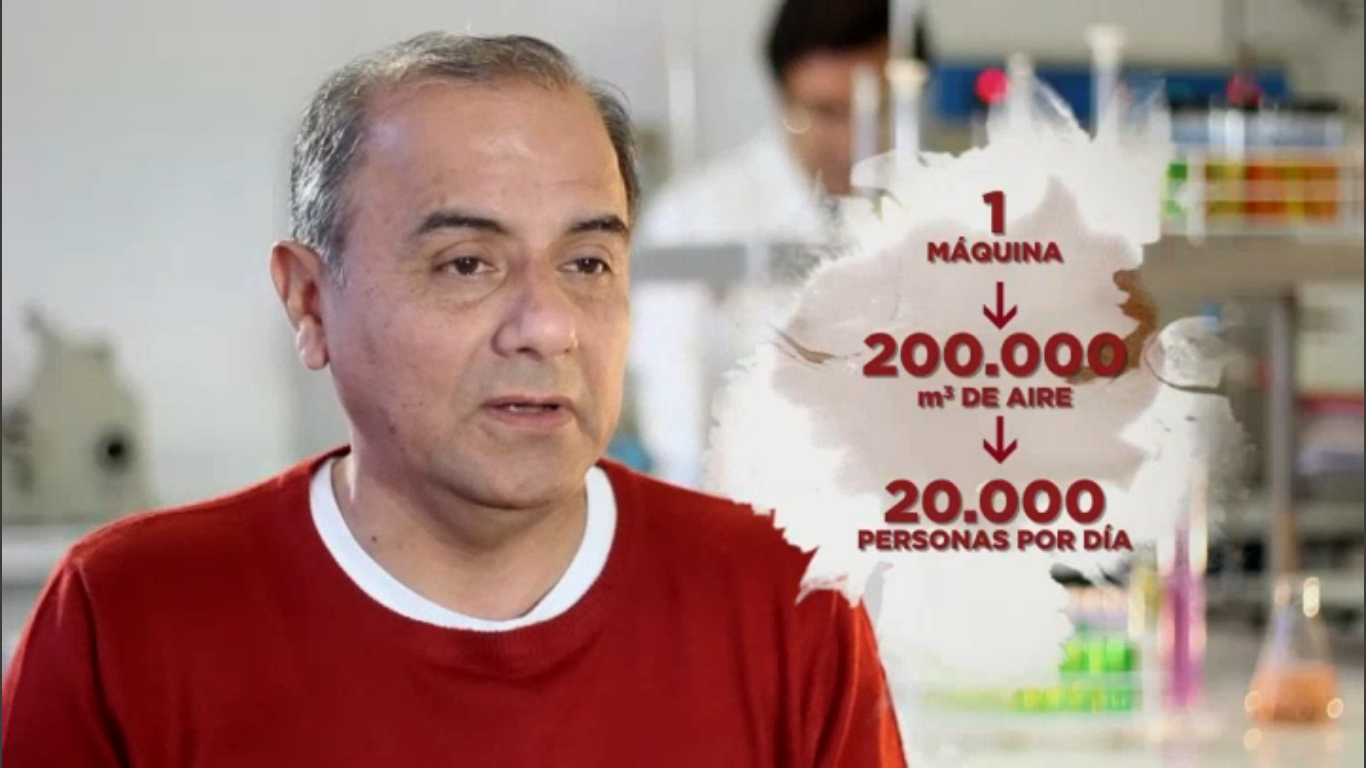 1
MÁQUINA
200.000
m³ DE AIRE
20.000
PERSONAS POR DÍA